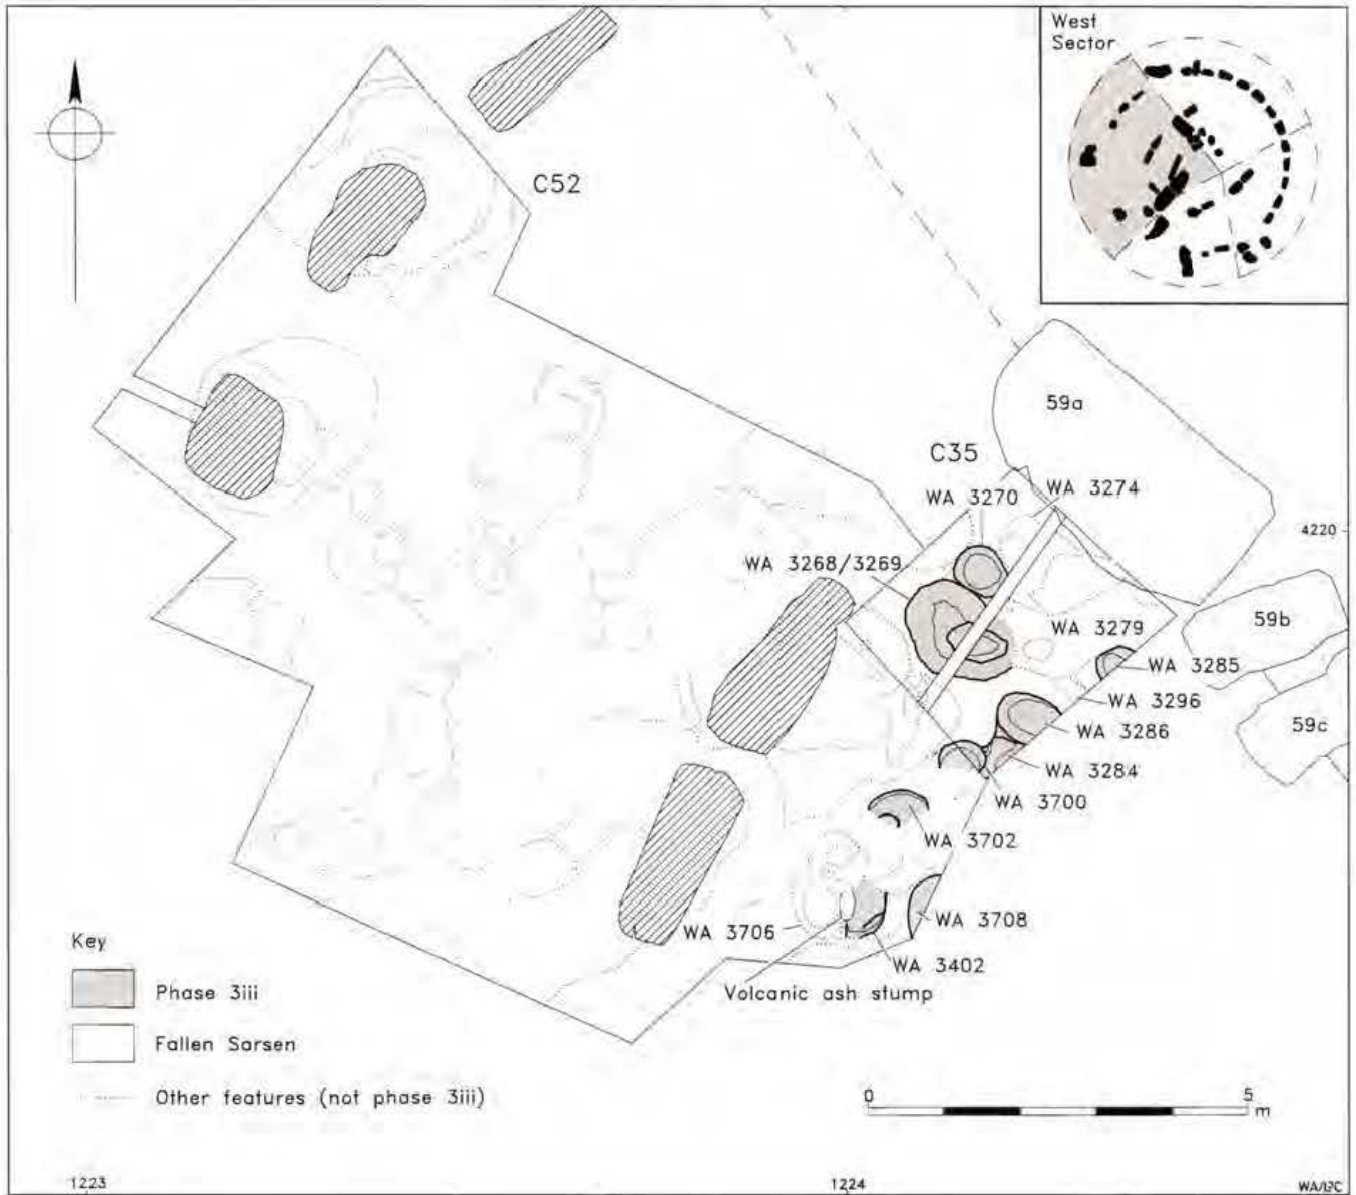 West
Sector
C52
59a
C35
WA 3270
WA 3274
4220
WA 3268/3269
59b
WA 3279
WA 3285
WA 3296
59c
WA 3286
WA 3284
WA 3700
WA 3702
WA 3708
WA 3706
WA 3402
Volcanic ash stump
Key
Phase 3iii
Fallen Sarsen
Other features (not phase 3iii)
0 5
m
1223 1224